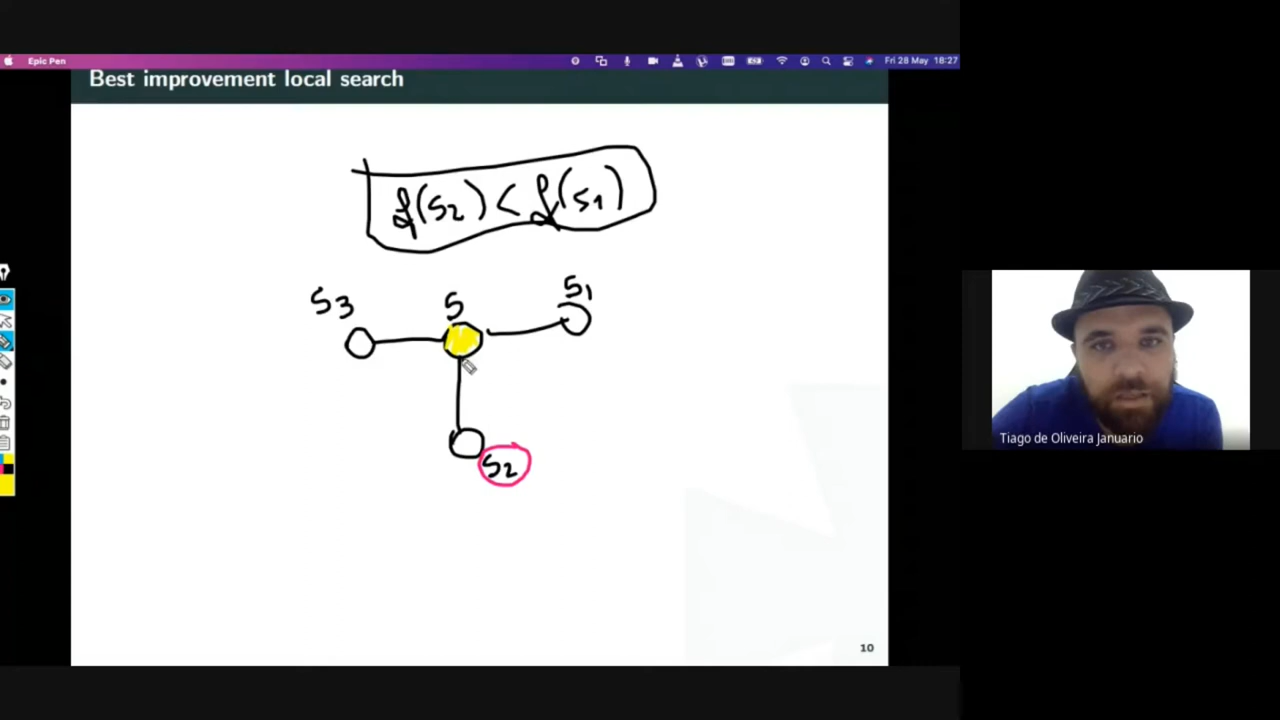 Epic Pen
Fri 28 May 18:27
Best improvement local search
f(s2) < f(s1)
s3
s
s1
s2
10
Tiago de Oliveira Januario